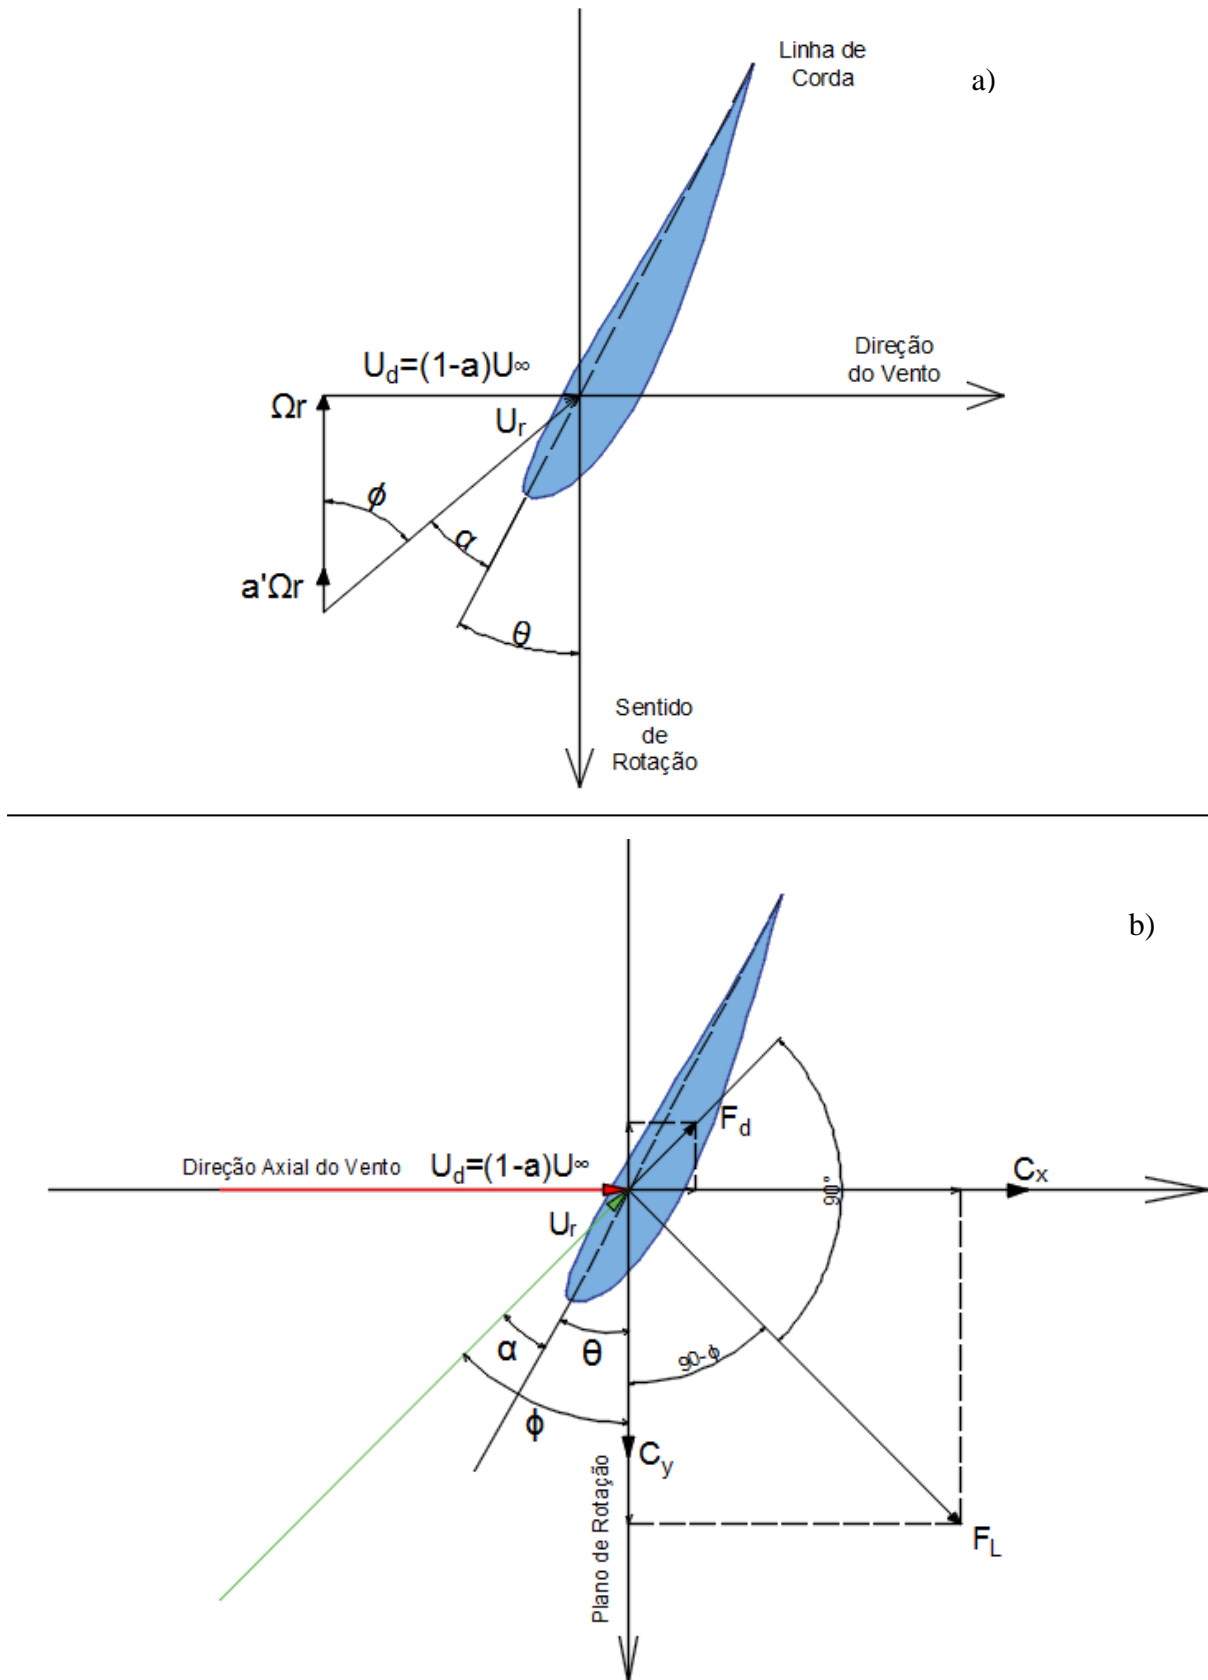 Linha de
Corda
a)
U_d=(1-a)U∞
Direção
do Vento
Ωr
U_r
ϕ
α
a'Ωr
θ
Sentido
de
Rotação
b)
F_d
Direção Axial do Vento
U_d=(1-a)U∞
C_x
90°
U_r
α
θ
90-ϕ
ϕ
C_y
Plano de Rotação
F_L